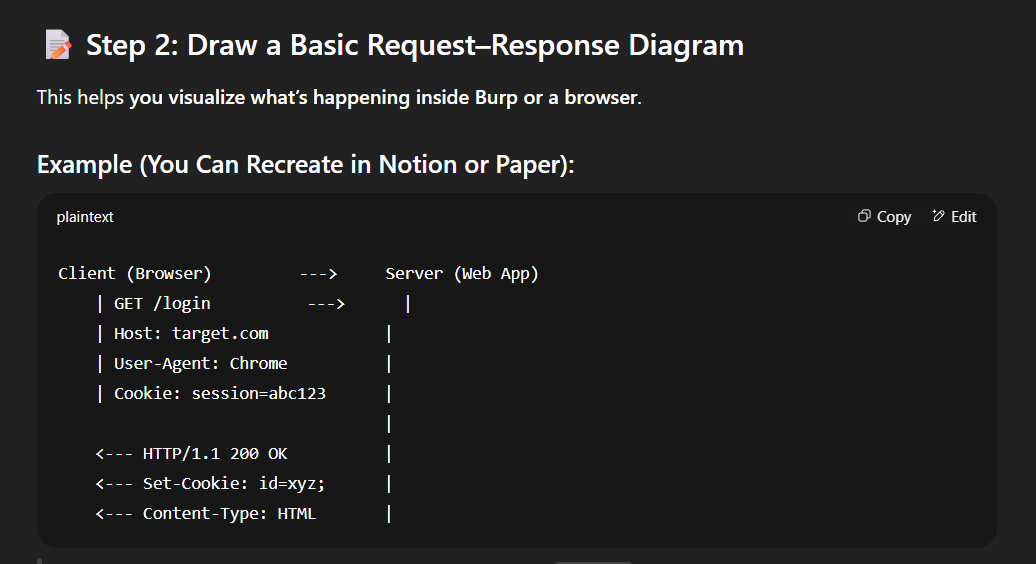 📝 Step 2: Draw a Basic Request–Response Diagram
This helps you visualize what's happening inside Burp or a browser.
Example (You Can Recreate in Notion or Paper):
plaintext Copy Edit
Client (Browser)         --->     Server (Web App)
    | GET /login          --->      |
    | Host: target.com            |
    | User-Agent: Chrome          |
    | Cookie: session=abc123      |
                                  |
    <--- HTTP/1.1 200 OK          |
    <--- Set-Cookie: id=xyz;      |
    <--- Content-Type: HTML       |